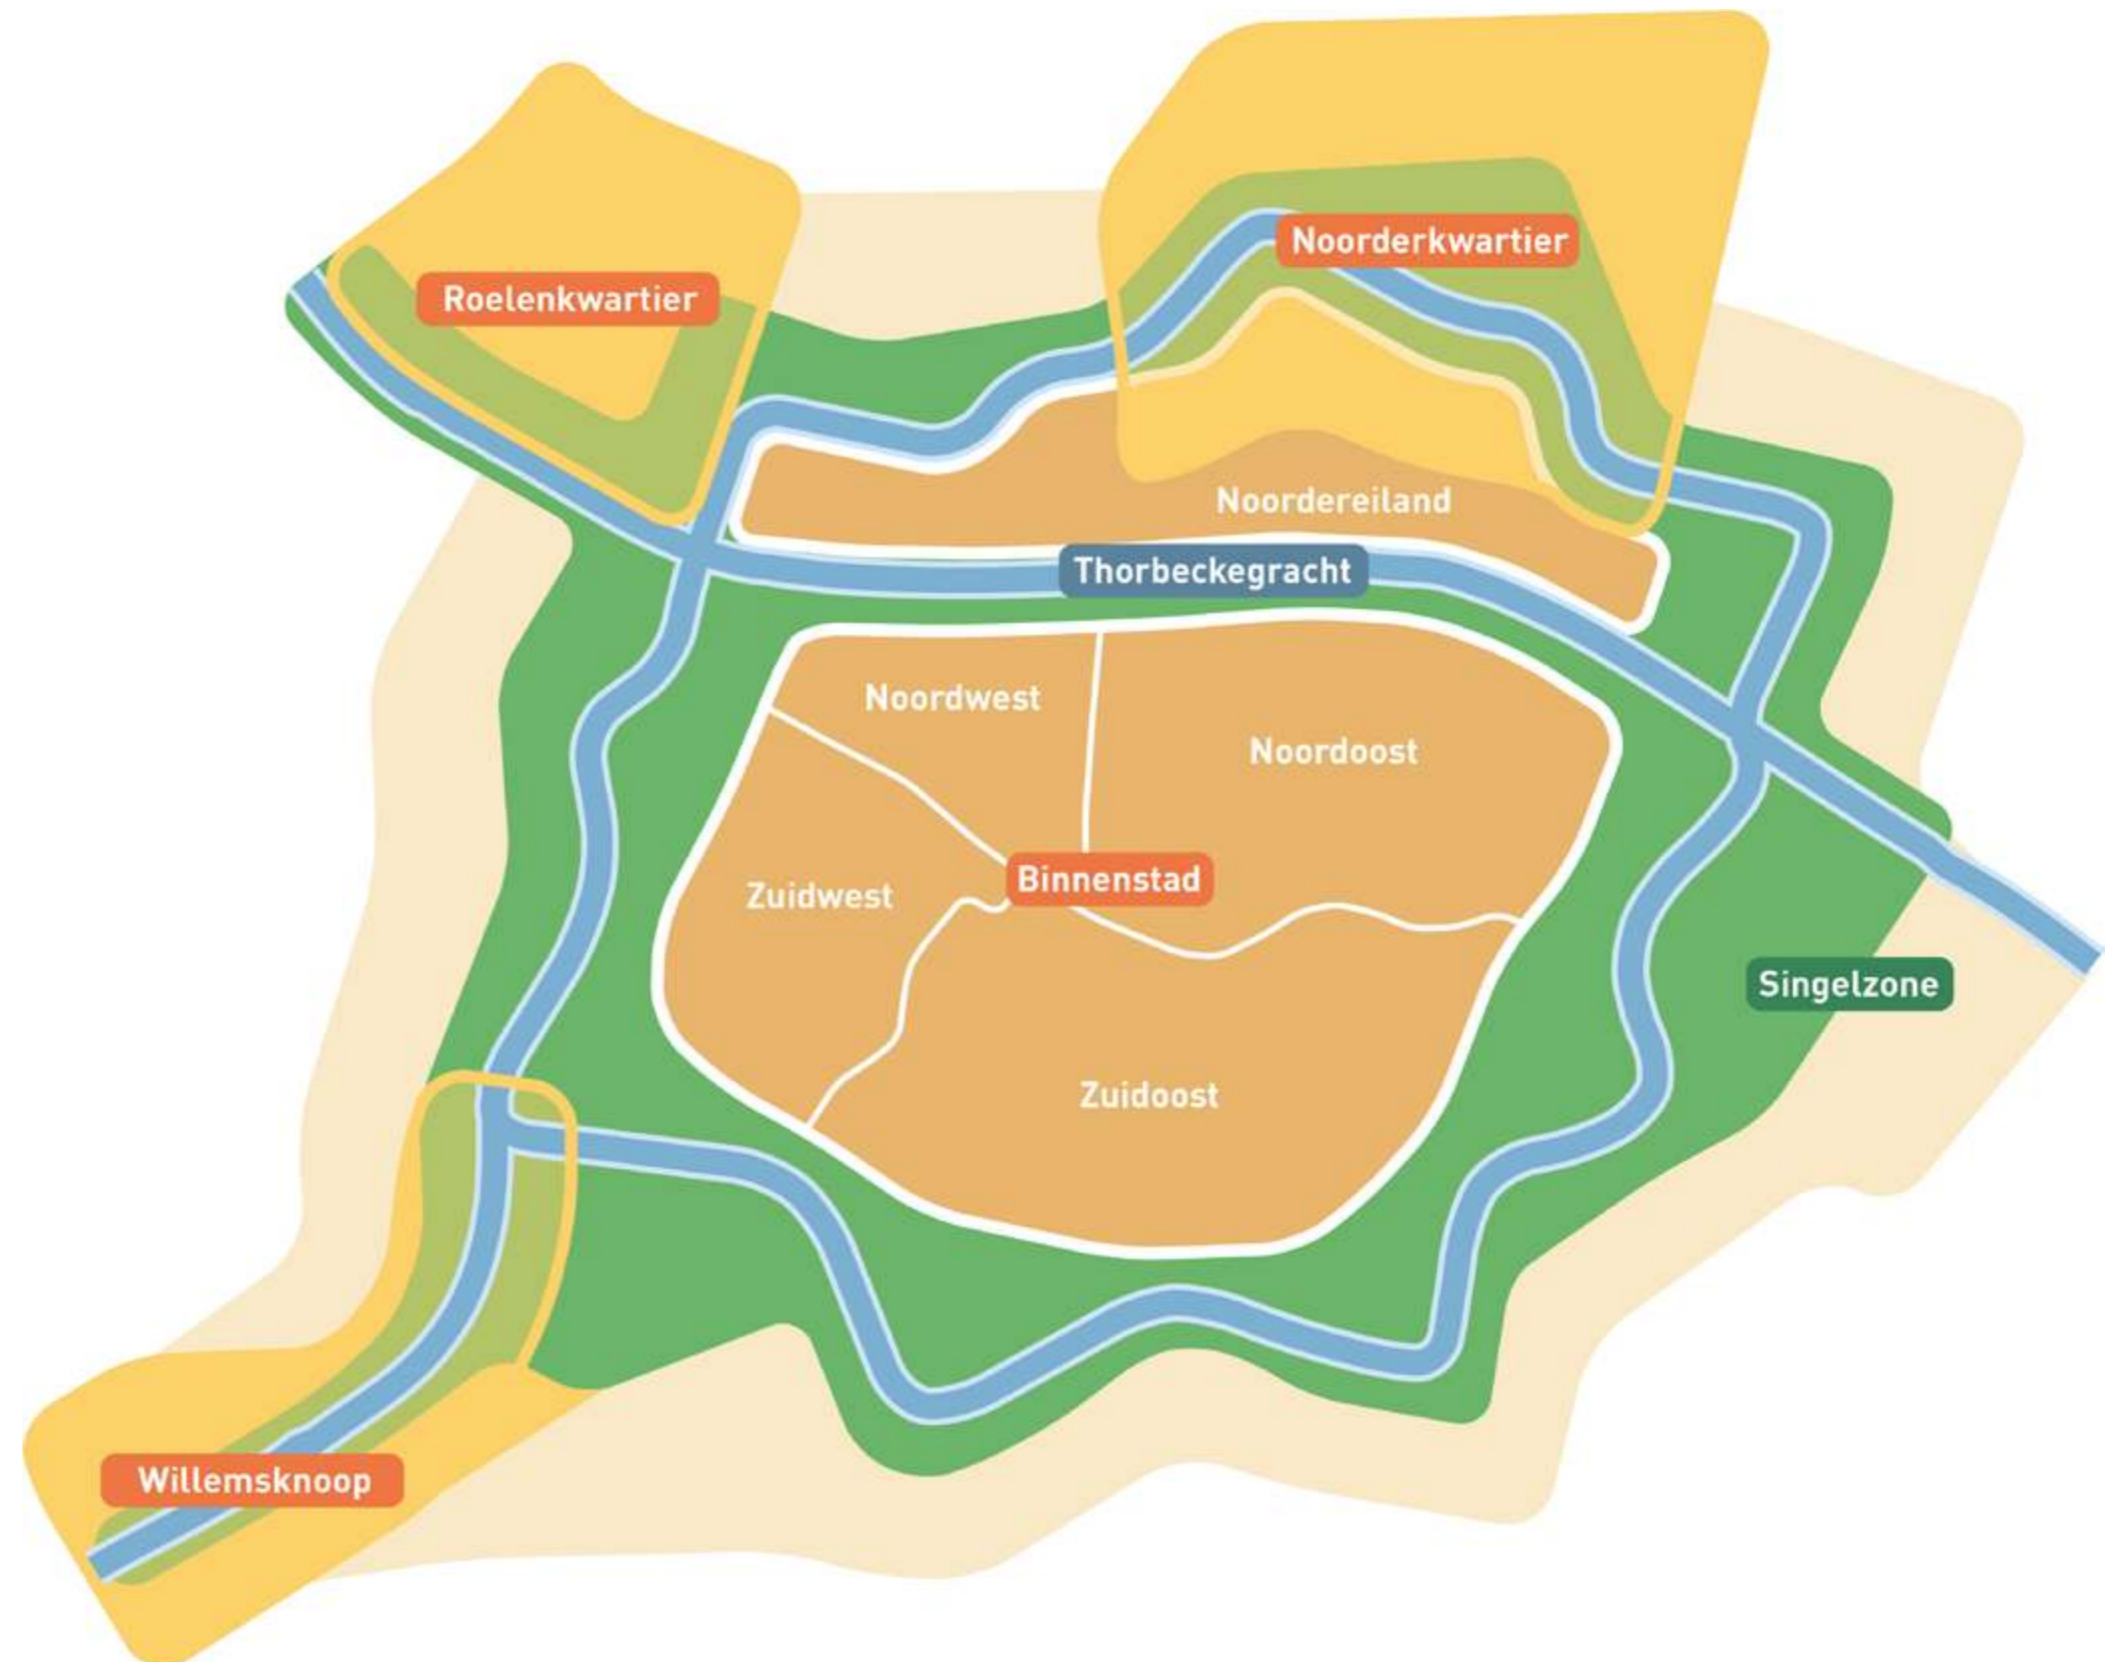 Noorderkwartier
Roelenkwartier
Noordereiland
Thorbeckegracht
Noordwest
Noordoost
Binnenstad
Zuidwest
Singelzone
Zuidoost
Willemsknoop